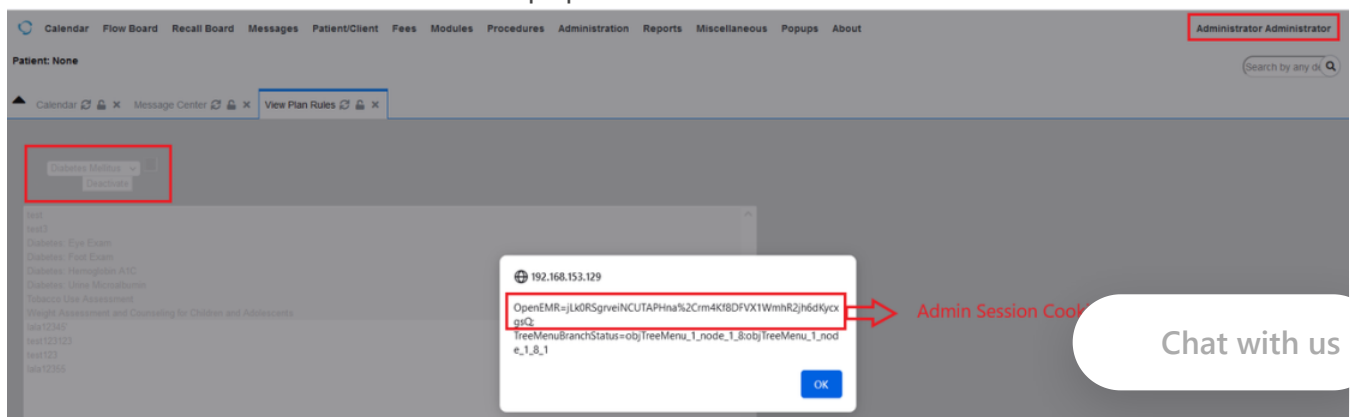 Calendar Flow Board Recall Board Messages Patient/Client Fees Modules Procedures Administration Reports Miscellaneous Popups About
Administrator Administrator
Patient: None
Search by any de
Calendar Message Center View Plan Rules
Diabetes Mellitus
Deactivate
test
test3
Diabetes: Eye Exam
Diabetes: Foot Exam
Diabetes: Hemoglobin A1C
Diabetes: Urine Microalbumin
Tobacco Use Assessment
Weight Assessment and Counseling for Children and Adolescents
lala12345'
test123123
test123
lala12355
192.168.153.129
OpenEMR=jLk0RSgrveiNCUTAPHna%2Crm4Kf8DFVX1WmhR2jh6dKycx
gsQ;
TreeMenuBranchStatus=objTreeMenu_1_node_1_8:objTreeMenu_1_nod
e_1_8_1
OK
Admin Session Cook
Chat with us